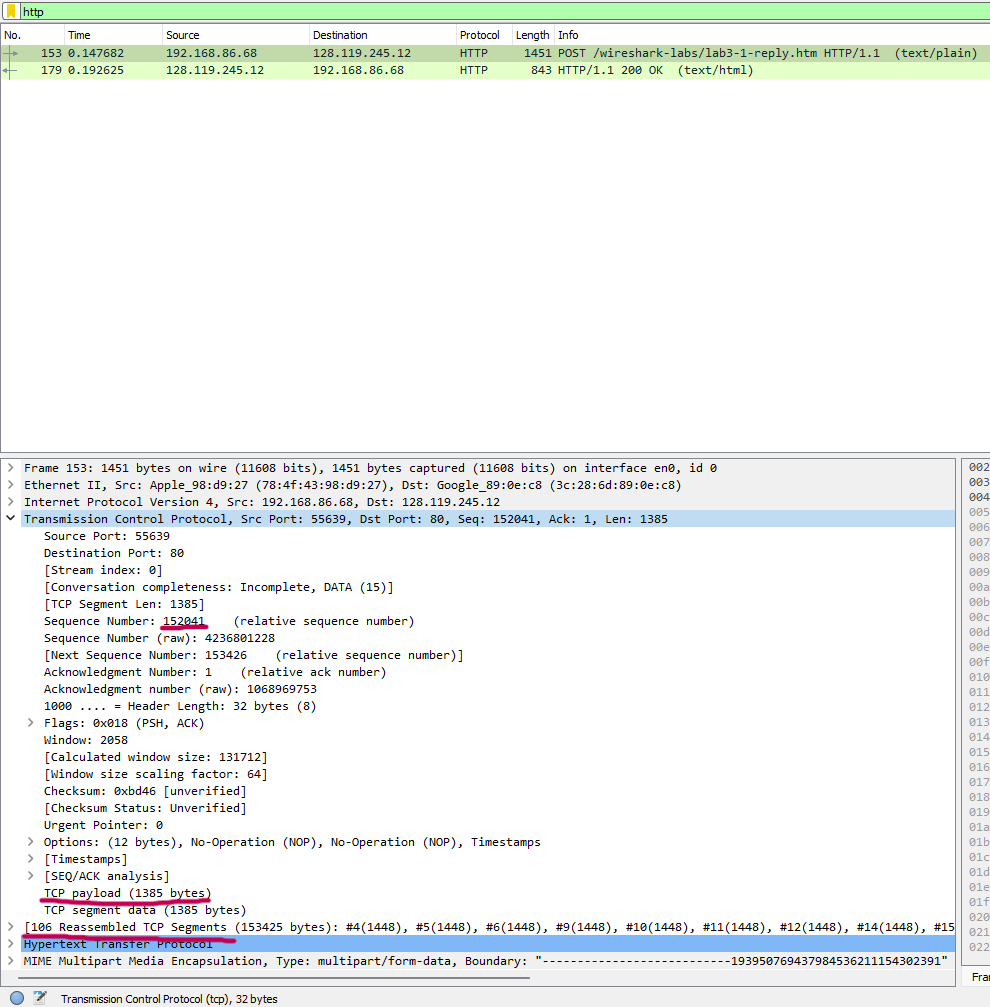 http
No. Time Source Destination Protocol Length Info
153 0.147682 192.168.86.68 128.119.245.12 HTTP 1451 POST /wireshark-labs/lab3-1-reply.htm HTTP/1.1 (text/plain)
179 0.192625 128.119.245.12 192.168.86.68 HTTP 843 HTTP/1.1 200 OK (text/html)
Frame 153: 1451 bytes on wire (11608 bits), 1451 bytes captured (11608 bits) on interface en0, id 0
Ethernet II, Src: Apple_98:d9:27 (78:4f:43:98:d9:27), Dst: Google_89:0e:c8 (3c:28:6d:89:0e:c8)
Internet Protocol Version 4, Src: 192.168.86.68, Dst: 128.119.245.12
Transmission Control Protocol, Src Port: 55639, Dst Port: 80, Seq: 152041, Ack: 1, Len: 1385
Source Port: 55639
Destination Port: 80
[Stream index: 0]
[Conversation completeness: Incomplete, DATA (15)]
[TCP Segment Len: 1385]
Sequence Number: 152041 (relative sequence number)
Sequence Number (raw): 4236801228
[Next Sequence Number: 153426 (relative sequence number)]
Acknowledgment Number: 1 (relative ack number)
Acknowledgment number (raw): 1068969753
1000 .... = Header Length: 32 bytes (8)
Flags: 0x018 (PSH, ACK)
Window: 2058
[Calculated window size: 131712]
[Window size scaling factor: 64]
Checksum: 0xbd46 [unverified]
[Checksum Status: Unverified]
Urgent Pointer: 0
Options: (12 bytes), No-Operation (NOP), No-Operation (NOP), Timestamps
[Timestamps]
[SEQ/ACK analysis]
TCP payload (1385 bytes)
TCP segment data (1385 bytes)
[106 Reassembled TCP Segments (153425 bytes): #4(1448), #5(1448), #6(1448), #9(1448), #10(1448), #11(1448), #12(1448), #14(1448), #15
Hypertext Transfer Protocol
MIME Multipart Media Encapsulation, Type: multipart/form-data, Boundary: "---------------------------193950769437984536211154302391"
002
003
004
005
006
007
008
009
00a
00b
00c
00d
00e
00f
010
011
012
013
014
015
016
017
018
019
01a
01b
01c
01d
01e
01f
020
021
022
Fra
Transmission Control Protocol (tcp), 32 bytes